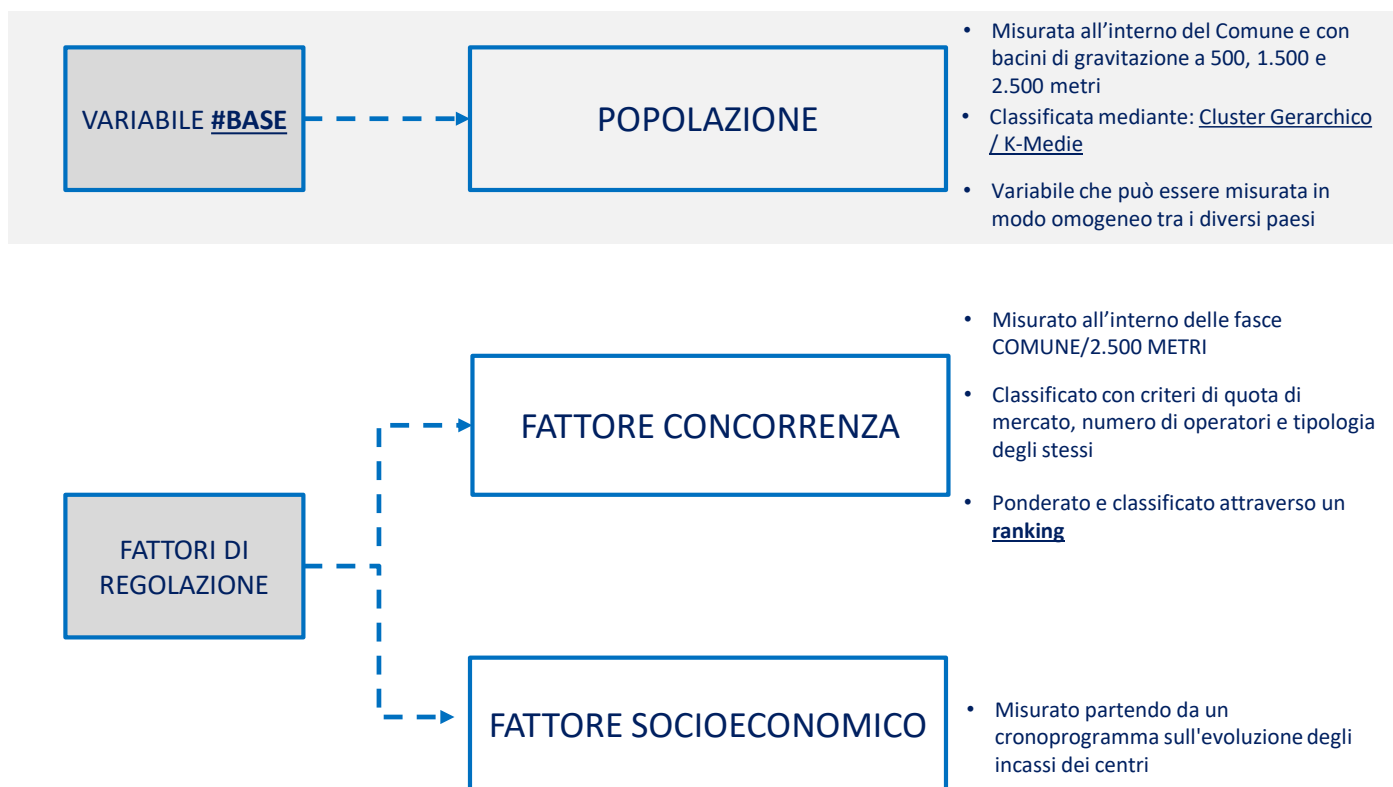 VARIABILE #BASE
POPOLAZIONE
• Misurata all'interno del Comune e con
bacini di gravitazione a 500, 1.500 e
2.500 metri
• Classificata mediante: Cluster Gerarchico
/ K-Medie
• Variabile che può essere misurata in
modo omogeneo tra i diversi paesi
FATTORI DI
REGOLAZIONE
FATTORE CONCORRENZA
• Misurato all'interno delle fasce
COMUNE/2.500 METRI
• Classificato con criteri di quota di
mercato, numero di operatori e tipologia
degli stessi
• Ponderato e classificato attraverso un
ranking
FATTORE SOCIOECONOMICO
• Misurato partendo da un
cronoprogramma sull'evoluzione degli
incassi dei centri